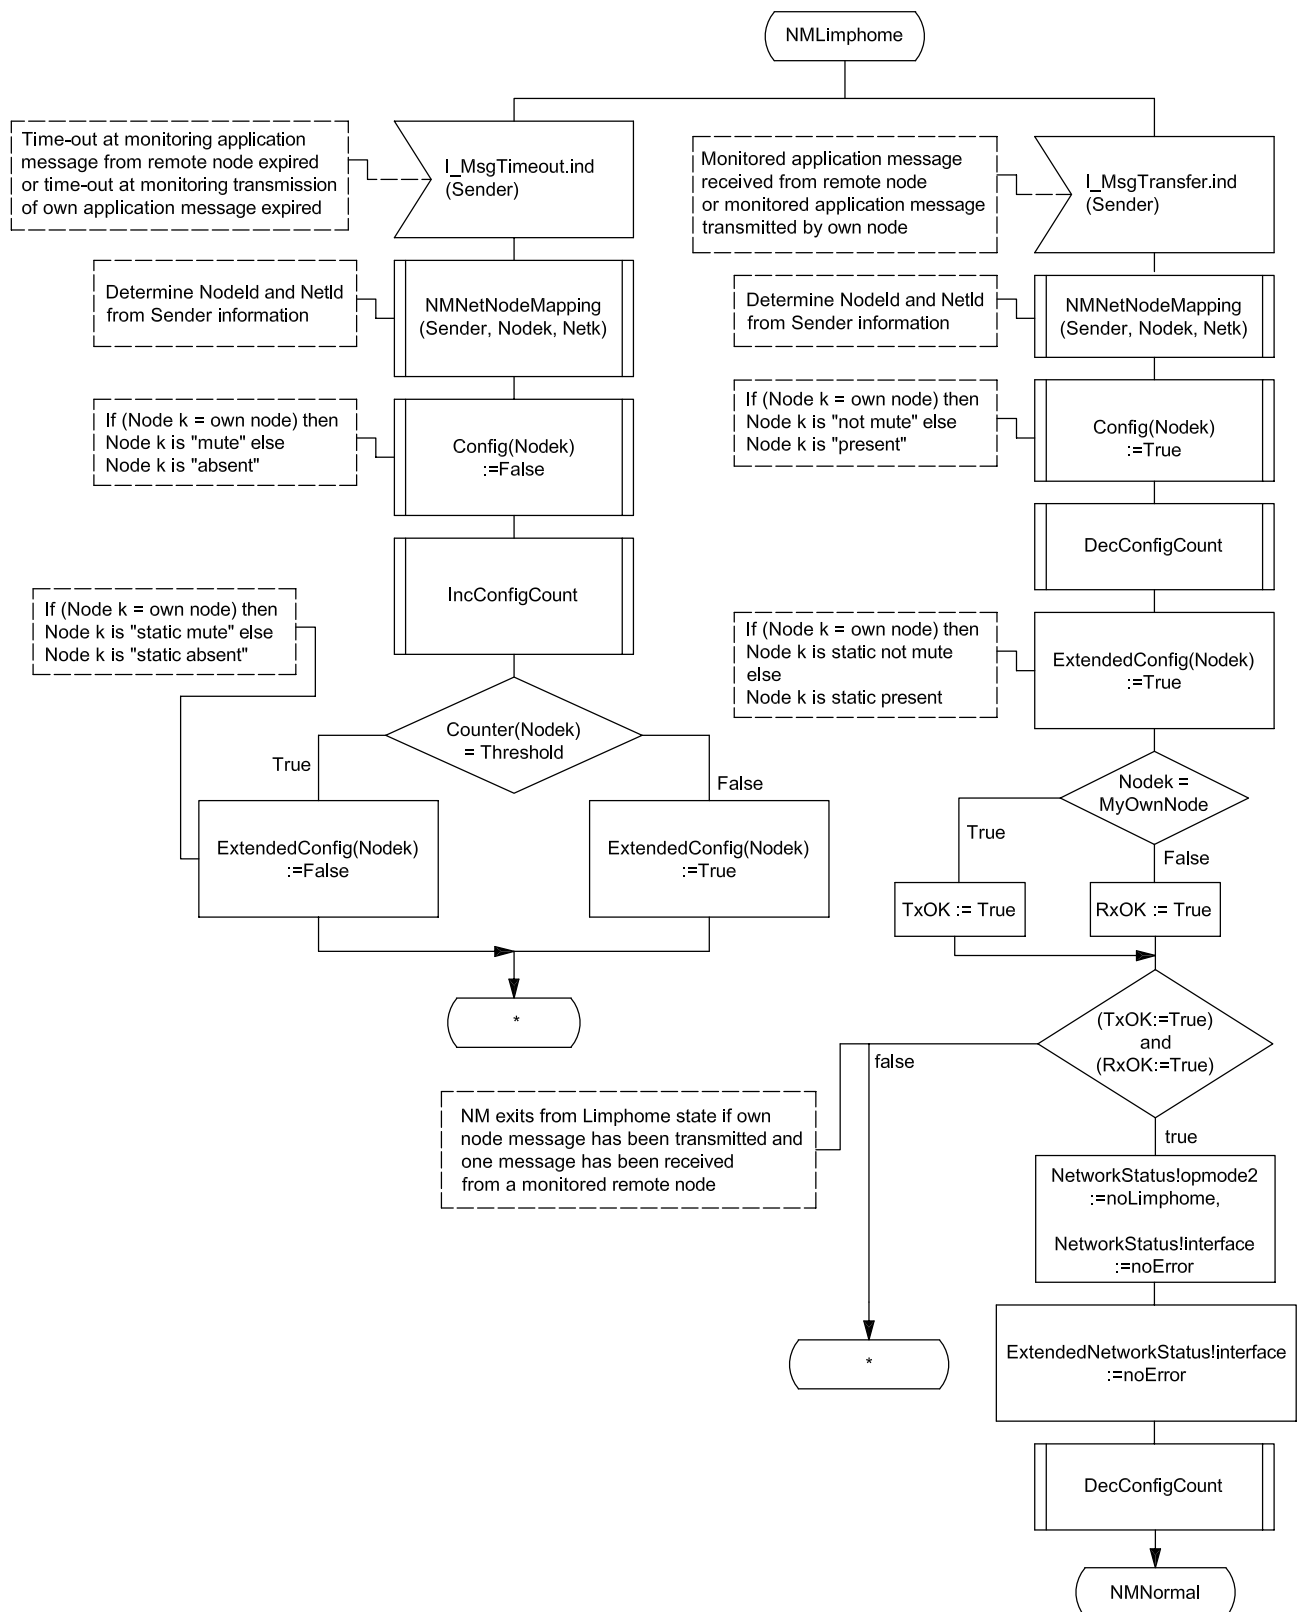 NMLimphome
Time-out at monitoring application
message from remote node expired
or time-out at monitoring transmission
of own application message expired
I_MsgTimeout.ind
(Sender)
Determine NodeId and NetId
from Sender information
NMNetNodeMapping
(Sender, Nodek, Netk)
If (Node k = own node) then
Node k is "mute" else
Node k is "absent"
Config(Nodek)
:=False
IncConfigCount
If (Node k = own node) then
Node k is "static mute" else
Node k is "static absent"
Counter(Nodek)
= Threshold
True
False
ExtendedConfig(Nodek)
:=False
ExtendedConfig(Nodek)
:=True
*
Monitored application message
received from remote node
or monitored application message
transmitted by own node
I_MsgTransfer.ind
(Sender)
Determine NodeId and NetId
from Sender information
NMNetNodeMapping
(Sender, Nodek, Netk)
If (Node k = own node) then
Node k is "not mute" else
Node k is "present"
Config(Nodek)
:=True
DecConfigCount
If (Node k = own node) then
Node k is static not mute
else
Node k is static present
ExtendedConfig(Nodek)
:=True
Nodek =
MyOwnNode
True
False
TxOK := True
RxOK := True
(TxOK:=True)
and
(RxOK:=True)
false
true
NM exits from Limphome state if own
node message has been transmitted and
one message has been received
from a monitored remote node
NetworkStatus!opmode2
:=noLimphome,
NetworkStatus!interface
:=noError
*
ExtendedNetworkStatus!interface
:=noError
DecConfigCount
NMNormal